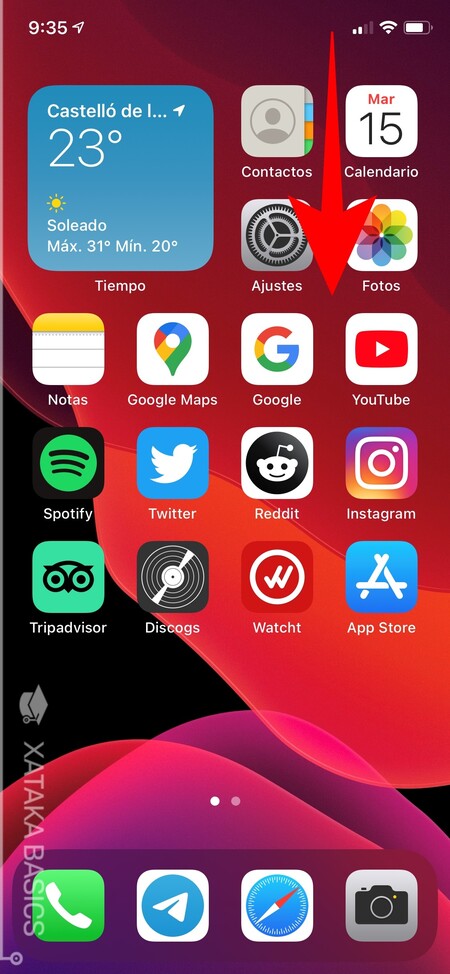 9:35
Castelló de l...
23°
Soleado
Máx. 31° Mín. 20°
Tiempo
Contactos
Mar
15
Calendario
Ajustes
Fotos
Notas
Google Maps
Google
YouTube
Spotify
Twitter
Reddit
Instagram
Tripadvisor
Discogs
Watcht
App Store
XATAKA BASICS